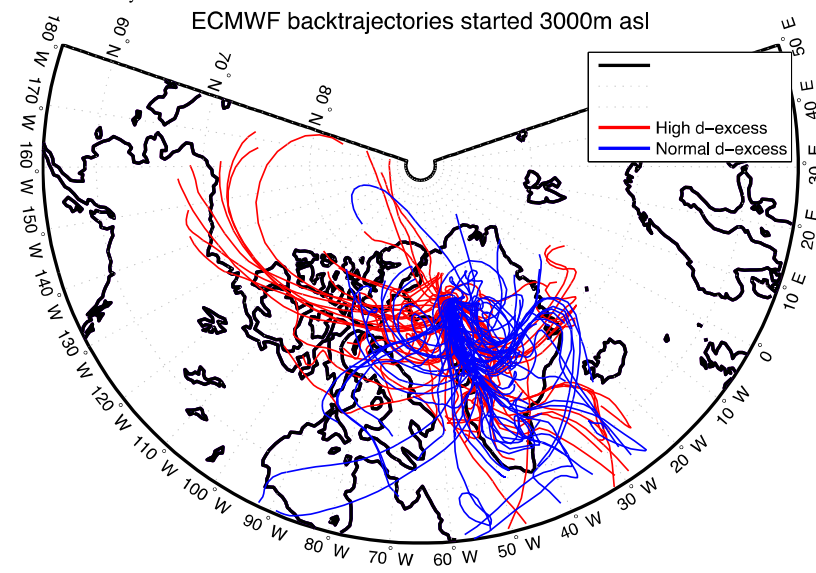 ECMWF backtrajectories started 3000m asl
High d−excess
Normal d−excess
60° N
70° N
80° N
180° W
170° W
160° W
150° W
140° W
130° W
120° W
110° W
100° W
90° W
80° W
70° W
60° W
50° W
40° W
30° W
20° W
10° W
0°
10° E
20° E
30° E
40° E
50° E